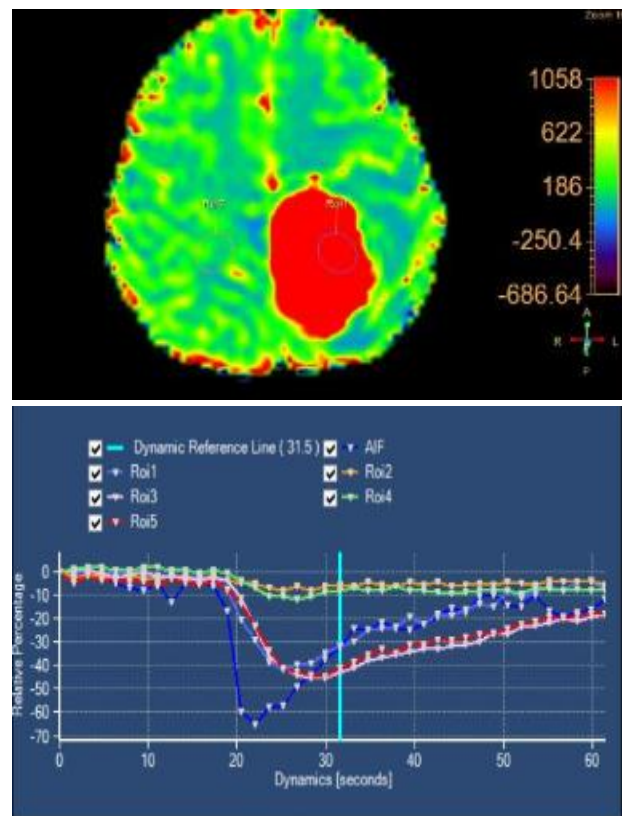 1058
622
186
-250.4
-686.64
A
R L
P
Dynamic Reference Line ( 31.5 ) AIF
Roi1 Roi2
Roi3 Roi4
Roi5
Relative Percentage
0
-10
-20
-30
-40
-50
-60
-70
0 10 20 30 40 50 60
Dynamics [seconds]